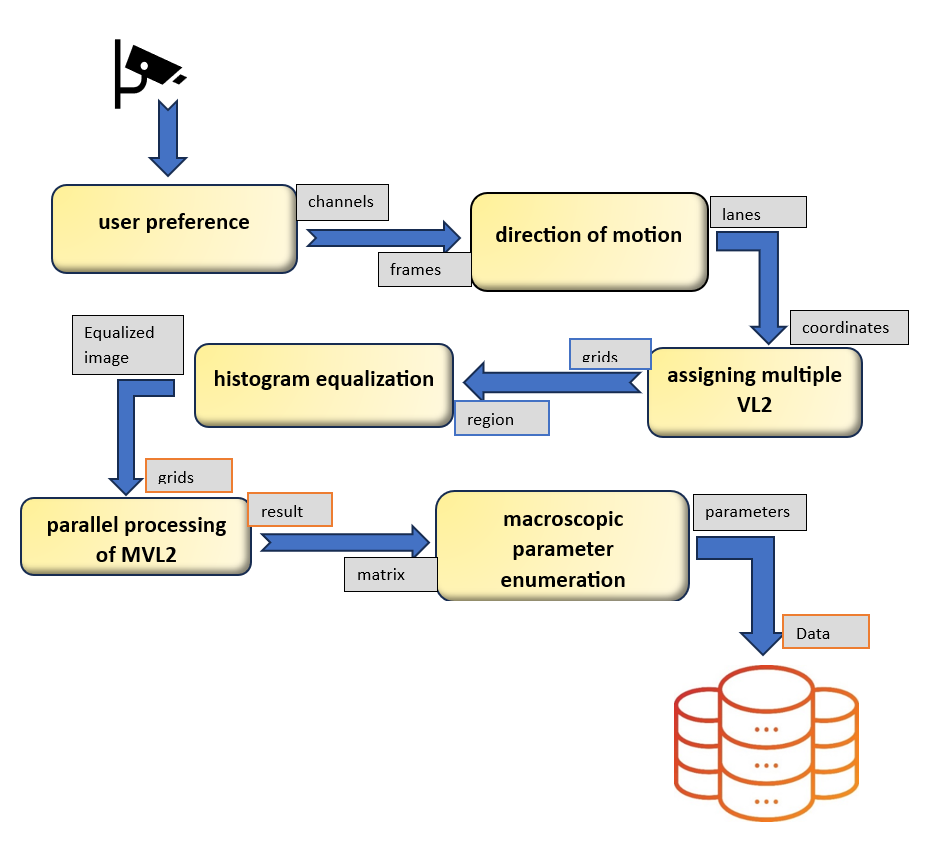 user preference
channels
frames
direction of motion
lanes
coordinates
assigning multiple
VL2
grids
region
histogram equalization
Equalized
image
grids
parallel processing
of MVL2
result
matrix
macroscopic
parameter
enumeration
parameters
Data